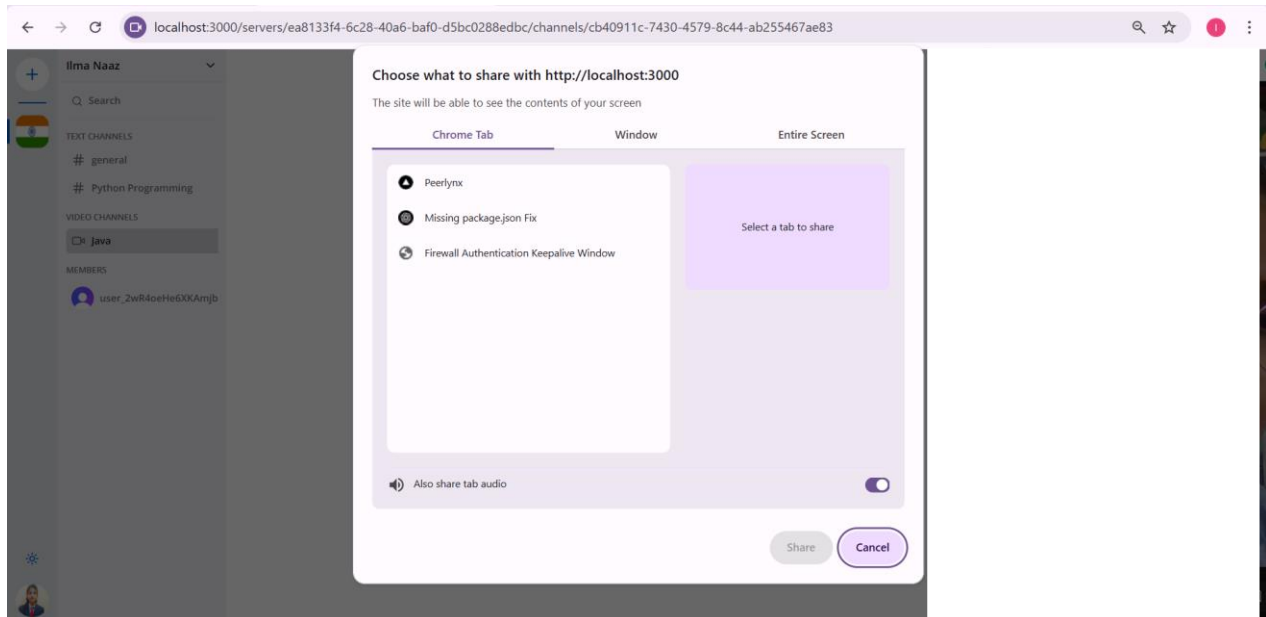 localhost:3000/servers/ea8133f4-6c28-40a6-baf0-d5bc0288edbc/channels/cb40911c-7430-4579-8c44-ab255467ae83
I
Ilma Naaz
Search
TEXT CHANNELS
# general
# Python Programming
VIDEO CHANNELS
Java
MEMBERS
user_2wR4oeHe6XKAmjb
Choose what to share with http://localhost:3000
The site will be able to see the contents of your screen
Chrome Tab Window Entire Screen
Peerlynx
Missing package.json Fix
Firewall Authentication Keepalive Window
Select a tab to share
Also share tab audio
Share Cancel